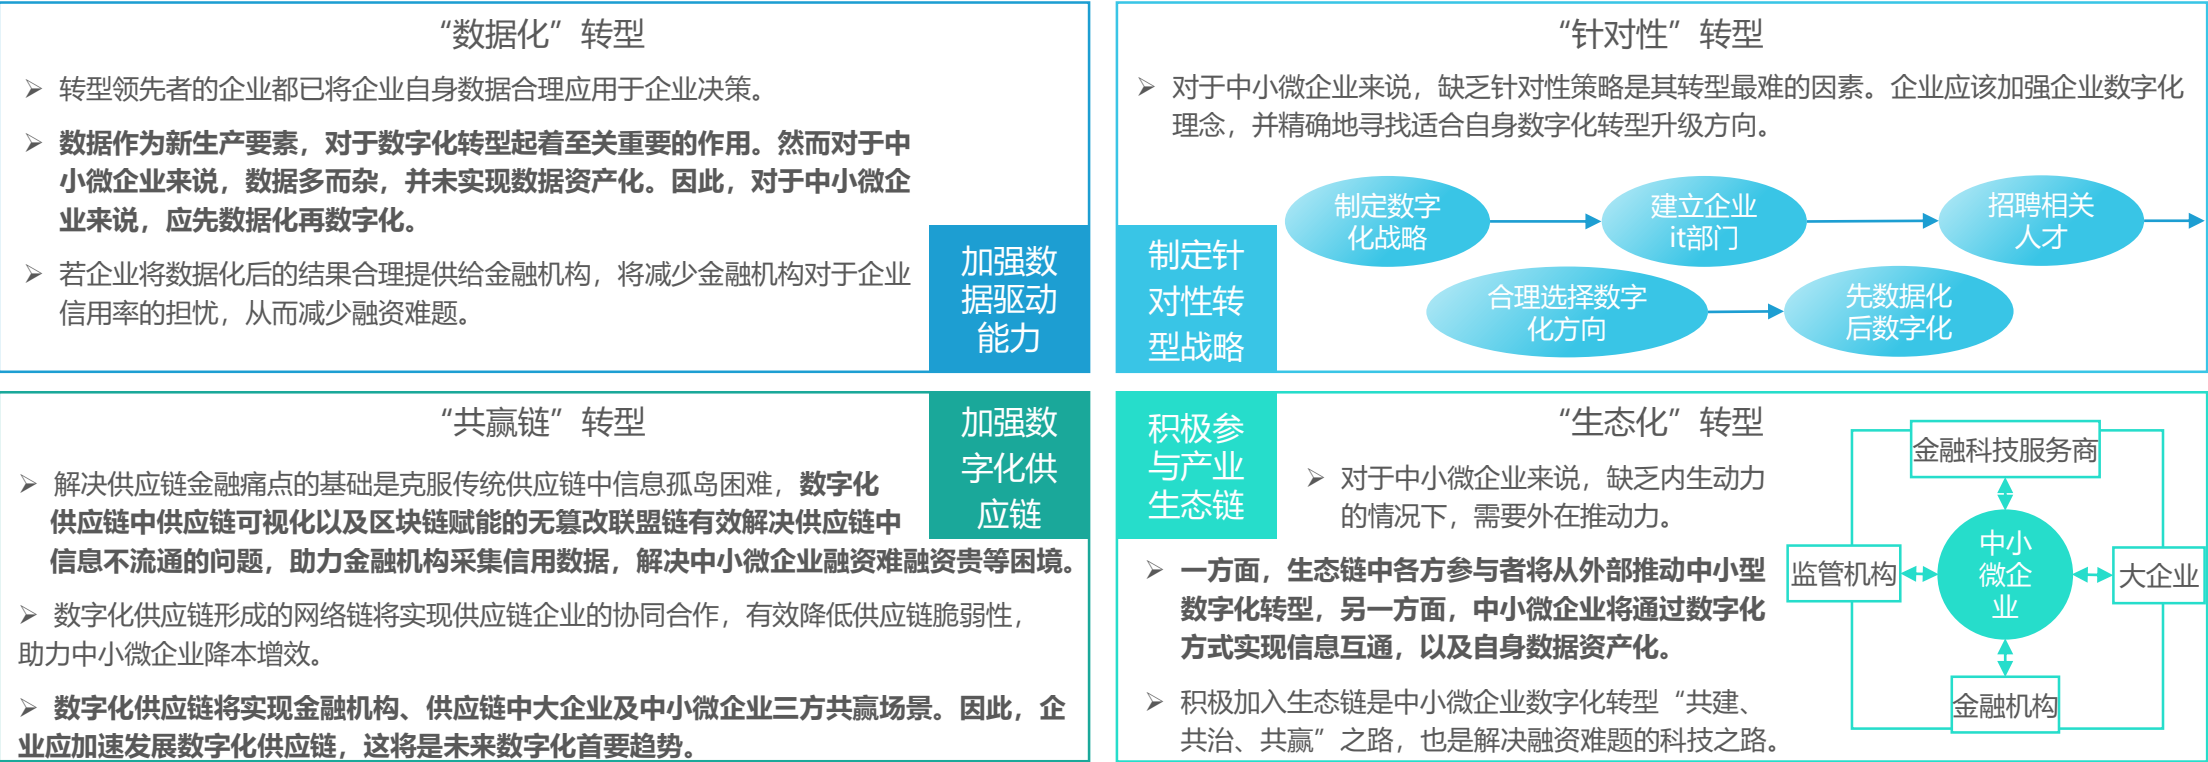 “数据化”转型
转型领先者的企业都已将企业自身数据合理应用于企业决策。
数据作为新生产要素，对于数字化转型起着至关重要的作用。然而对于中
小微企业来说，数据多而杂，并未实现数据资产化。因此，对于中小微企
业来说，应先数据化再数字化。
若企业将数据化后的结果合理提供给金融机构，将减少金融机构对于企业
信用率的担忧，从而减少融资难题。
加强数
据驱动
能力
“针对性”转型
对于中小微企业来说，缺乏针对性策略是其转型最难的因素。企业应该加强企业数字化
理念，并精确地寻找适合自身数字化转型升级方向。
制定数字
化战略
建立企业
it部门
招聘相关
人才
合理选择数字
化方向
先数据化
后数字化
制定针
对性转
型战略
“共赢链”转型
加强数
字化供
应链
解决供应链金融痛点的基础是克服传统供应链中信息孤岛困难，数字化
供应链中供应链可视化以及区块链赋能的无篡改联盟链有效解决供应链中
信息不流通的问题，助力金融机构采集信用数据，解决中小微企业融资难融资贵等困境。
数字化供应链形成的网络链将实现供应链企业的协同合作，有效降低供应链脆弱性，
助力中小微企业降本增效。
数字化供应链将实现金融机构、供应链中大企业及中小微企业三方共赢场景。因此，企
业应加速发展数字化供应链，这将是未来数字化首要趋势。
积极参
与产业
生态链
“生态化”转型
对于中小微企业来说，缺乏内生动力
的情况下，需要外在推动力。
一方面，生态链中各方参与者将从外部推动中小型
数字化转型，另一方面，中小微企业将通过数字化
方式实现信息互通，以及自身数据资产化。
积极加入生态链是中小微企业数字化转型“共建、
共治、共赢”之路，也是解决融资难题的科技之路。
金融科技服务商
监管机构
中小
微企
业
大企业
金融机构